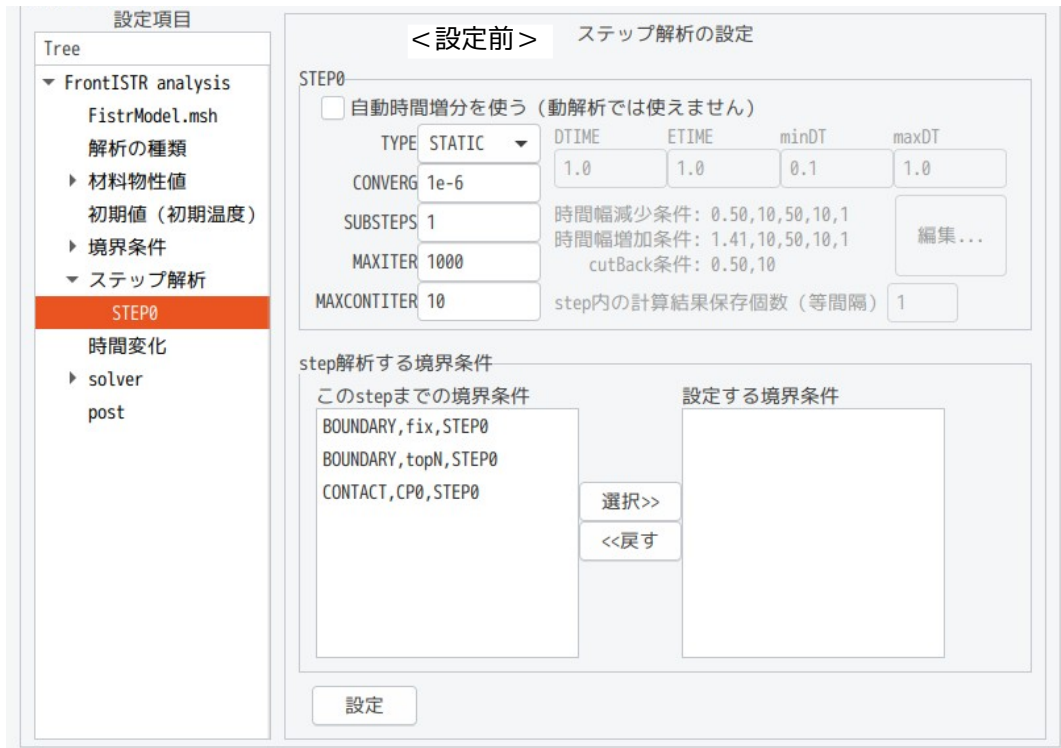 設定項目
Tree
FrontISTR analysis
FistrModel.msh
解析の種類
材料物性値
初期値（初期温度）
境界条件
ステップ解析
STEP0
時間変化
solver
post
＜設定前＞
ステップ解析の設定
STEP0
自動時間増分を使う（動解析では使えません）
TYPE STATIC
CONVERG 1e-6
SUBSTEPS 1
MAXITER 1000
MAXCONTITER 10
DTIME ETIME minDT maxDT
1.0 1.0 0.1 1.0
時間幅減少条件: 0.50,10,50,10,1
時間幅増加条件: 1.41,10,50,10,1
cutBack条件: 0.50,10
編集...
step内の計算結果保存個数（等間隔） 1
step解析する境界条件
このstepまでの境界条件
BOUNDARY,fix,STEP0
BOUNDARY,topN,STEP0
CONTACT,CP0,STEP0
選択>>
<<戻す
設定する境界条件
設定